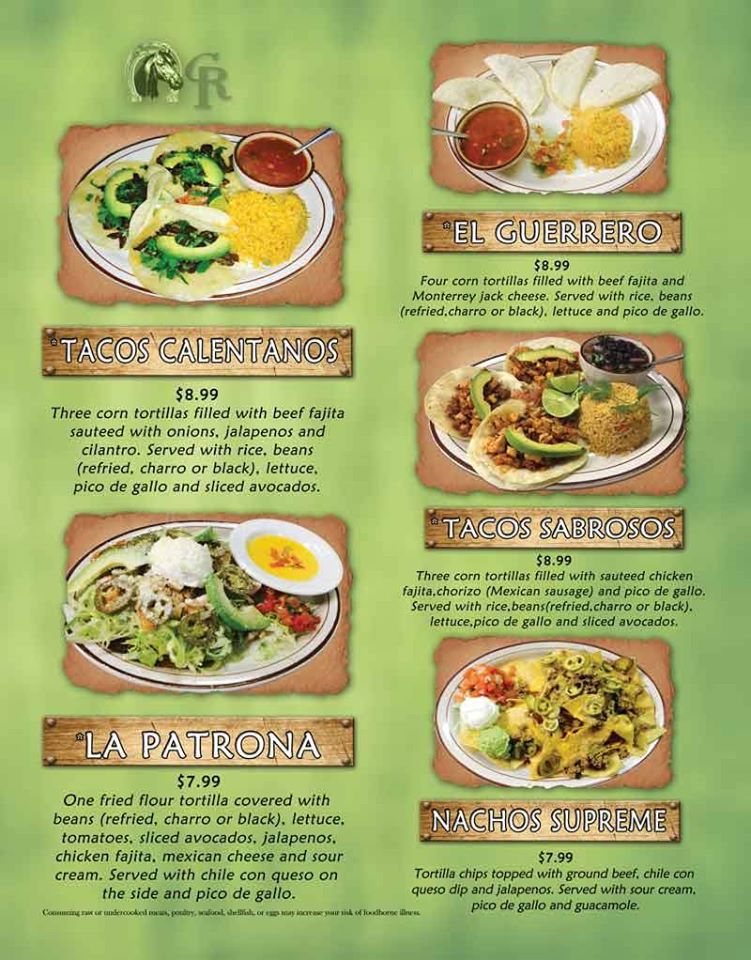 CR
*TACOS CALENTANOS
$8.99
Three corn tortillas filled with beef fajita
sauteed with onions, jalapenos and
cilantro. Served with rice, beans
(refried, charro or black), lettuce,
pico de gallo and sliced avocados.
*LA PATRONA
$7.99
One fried flour tortilla covered with
beans (refried, charro or black), lettuce,
tomatoes, sliced avocados, jalapenos,
chicken fajita, mexican cheese and sour
cream. Served with chile con queso on
the side and pico de gallo.
*EL GUERRERO
$8.99
Four corn tortillas filled with beef fajita and
Monterrey jack cheese. Served with rice, beans
(refried,charro or black), lettuce and pico de gallo.
*TACOS SABROSOS
$8.99
Three corn tortillas filled with sauteed chicken
fajita,chorizo (Mexican sausage) and pico de gallo.
Served with rice,beans(refried,charro or black),
lettuce,pico de gallo and sliced avocados.
NACHOS SUPREME
$7.99
Tortilla chips topped with ground beef, chile con
queso dip and jalapenos. Served with sour cream,
pico de gallo and guacamole.
Consuming raw or undercooked meats, poultry, seafood, shellfish, or eggs may increase your risk of foodborne illness.